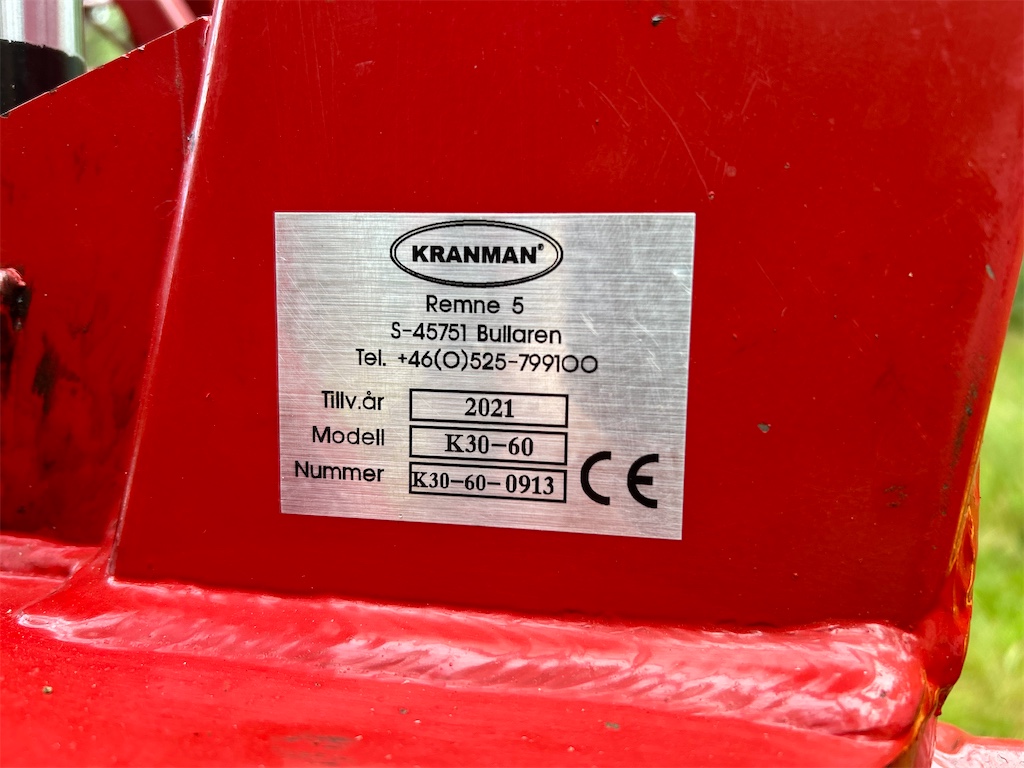 KRANMAN®
Remne 5
S-45751 Bullaren
Tel. +46(0)525-799100
Tillv.år 2021
Modell K30-60
Nummer K30-60-0913
CE